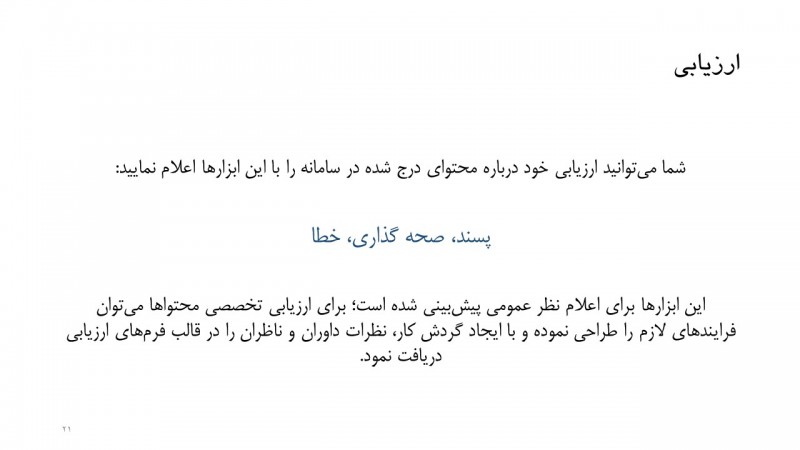 ارزیابی
شما می‌توانید ارزیابی خود درباره محتوای درج شده در سامانه را با این ابزارها اعلام نمایید:
پسند، صحه گذاری، خطا
این ابزارها برای اعلام نظر عمومی پیش‌بینی شده است؛ برای ارزیابی تخصصی محتواها می‌توان
فرایندهای لازم را طراحی نموده و با ایجاد گردش کار، نظرات داوران و ناظران را در قالب فرم‌های ارزیابی
دریافت نمود.
۲۱